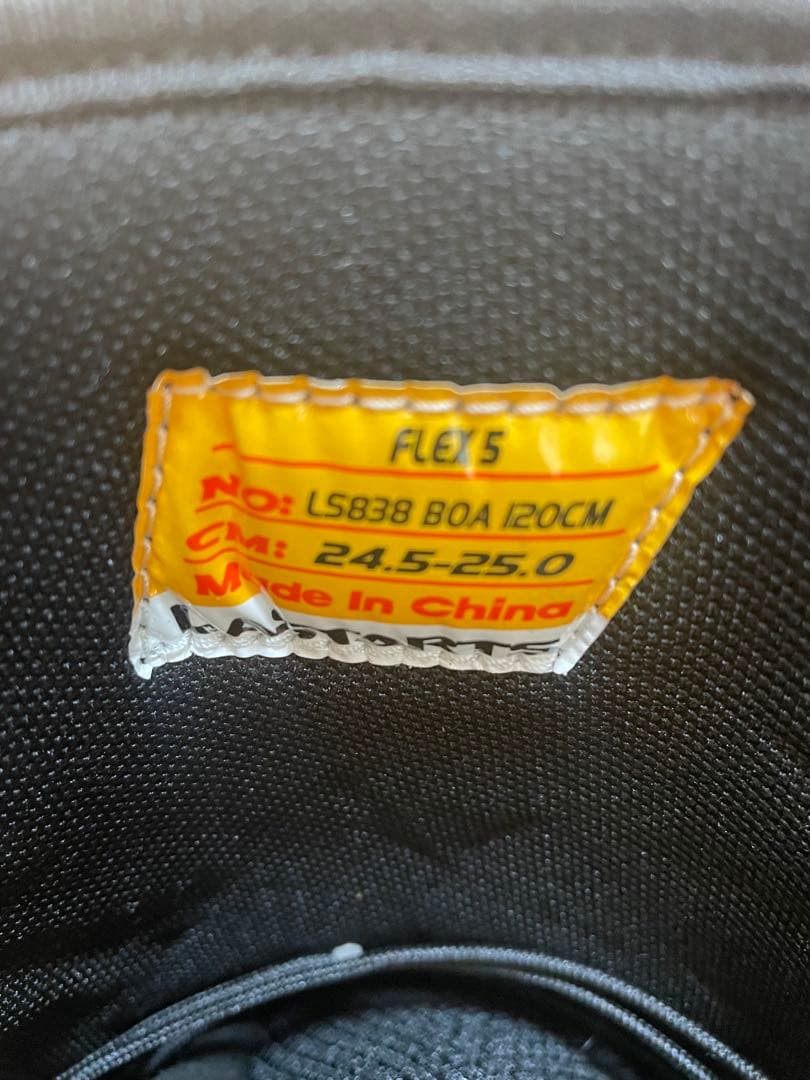 FLEX 5
NO: LS838 BOA 120CM
CM: 24.5-25.0
Made In China